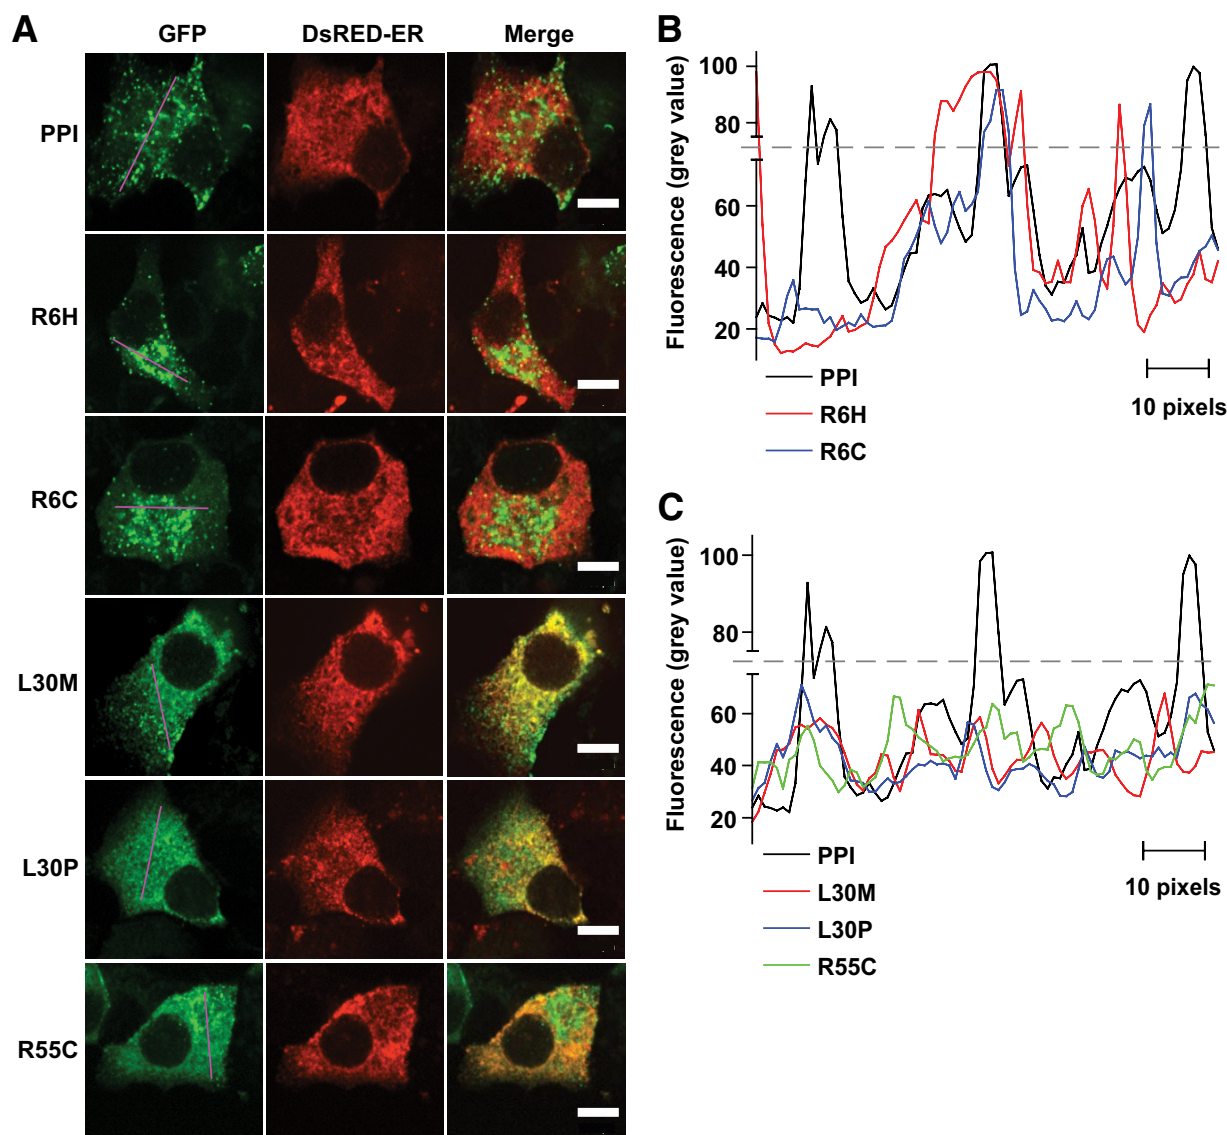 A
GFP
DsRED-ER
Merge
PPI
R6H
R6C
L30M
L30P
R55C
B
Fluorescence (grey value)
100
80
60
40
20
PPI
R6H
R6C
10 pixels
C
Fluorescence (grey value)
100
80
60
40
20
PPI
L30M
L30P
R55C
10 pixels